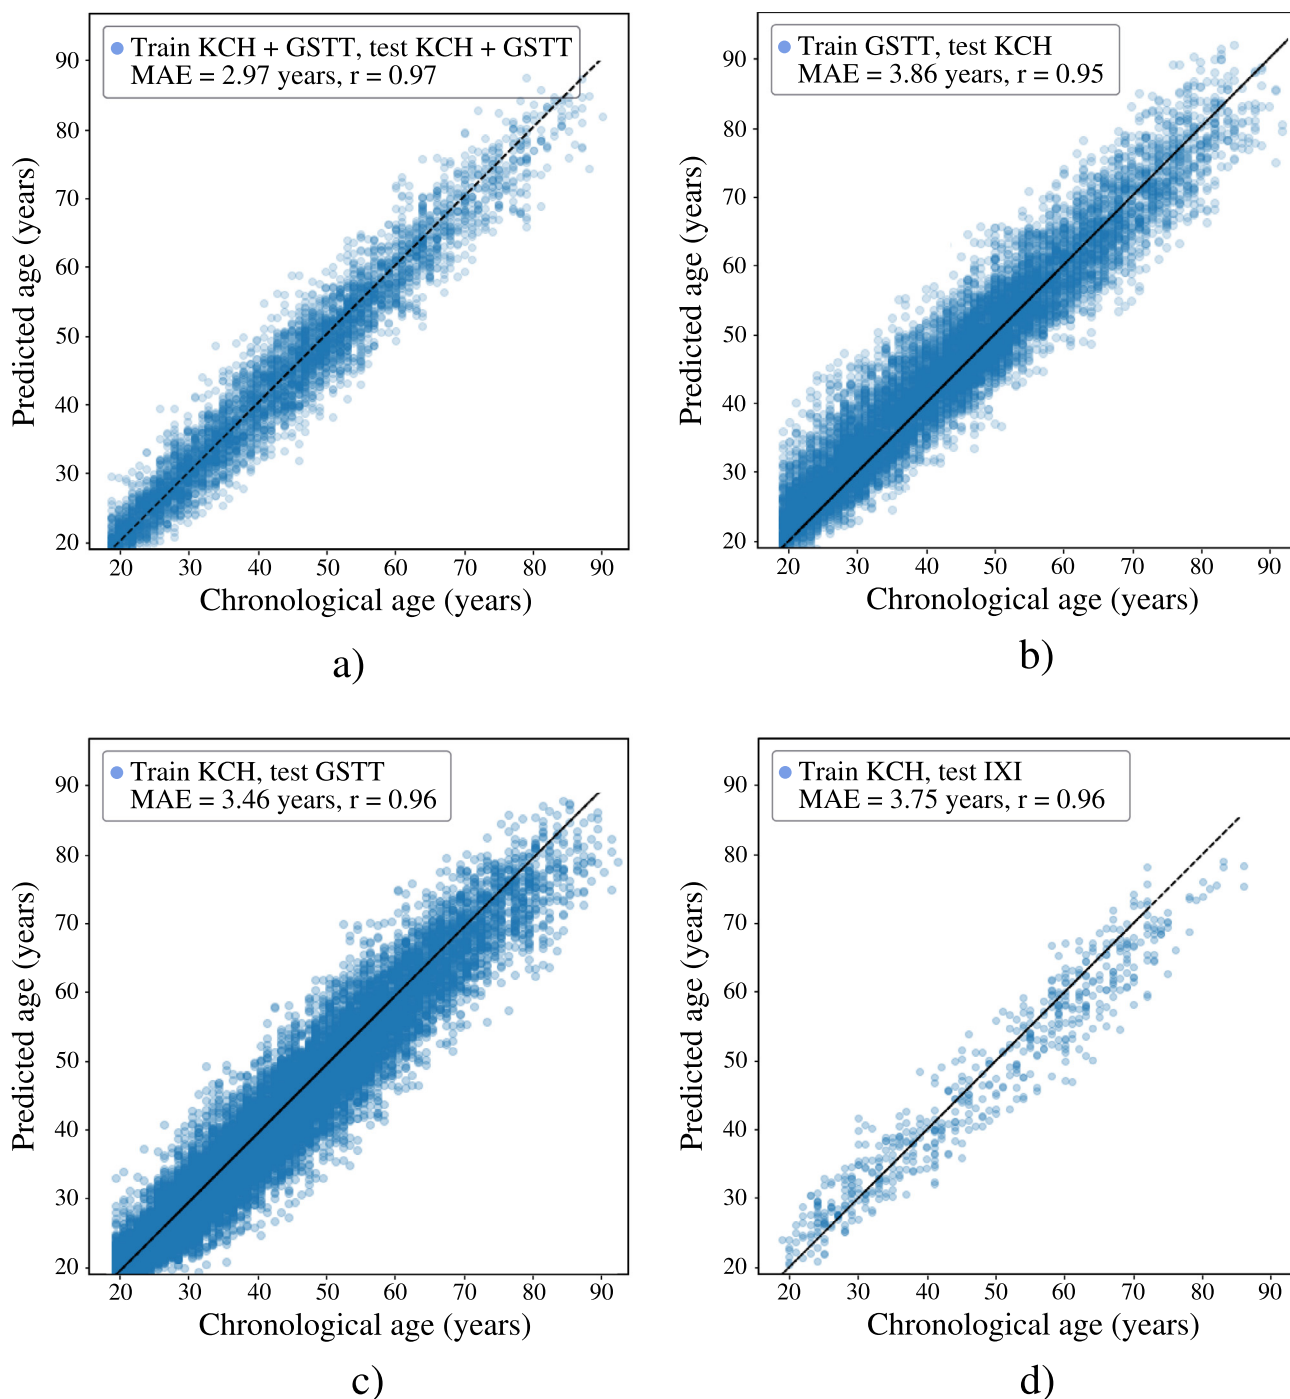 Train KCH + GSTT, test KCH + GSTT
MAE = 2.97 years, r = 0.97
90
80
70
60
50
40
30
20
Predicted age (years)
20 30 40 50 60 70 80 90
Chronological age (years)
a)
Train GSTT, test KCH
MAE = 3.86 years, r = 0.95
90
80
70
60
50
40
30
20
Predicted age (years)
20 30 40 50 60 70 80 90
Chronological age (years)
b)
Train KCH, test GSTT
MAE = 3.46 years, r = 0.96
90
80
70
60
50
40
30
20
Predicted age (years)
20 30 40 50 60 70 80 90
Chronological age (years)
c)
Train KCH, test IXI
MAE = 3.75 years, r = 0.96
90
80
70
60
50
40
30
20
Predicted age (years)
20 30 40 50 60 70 80 90
Chronological age (years)
d)